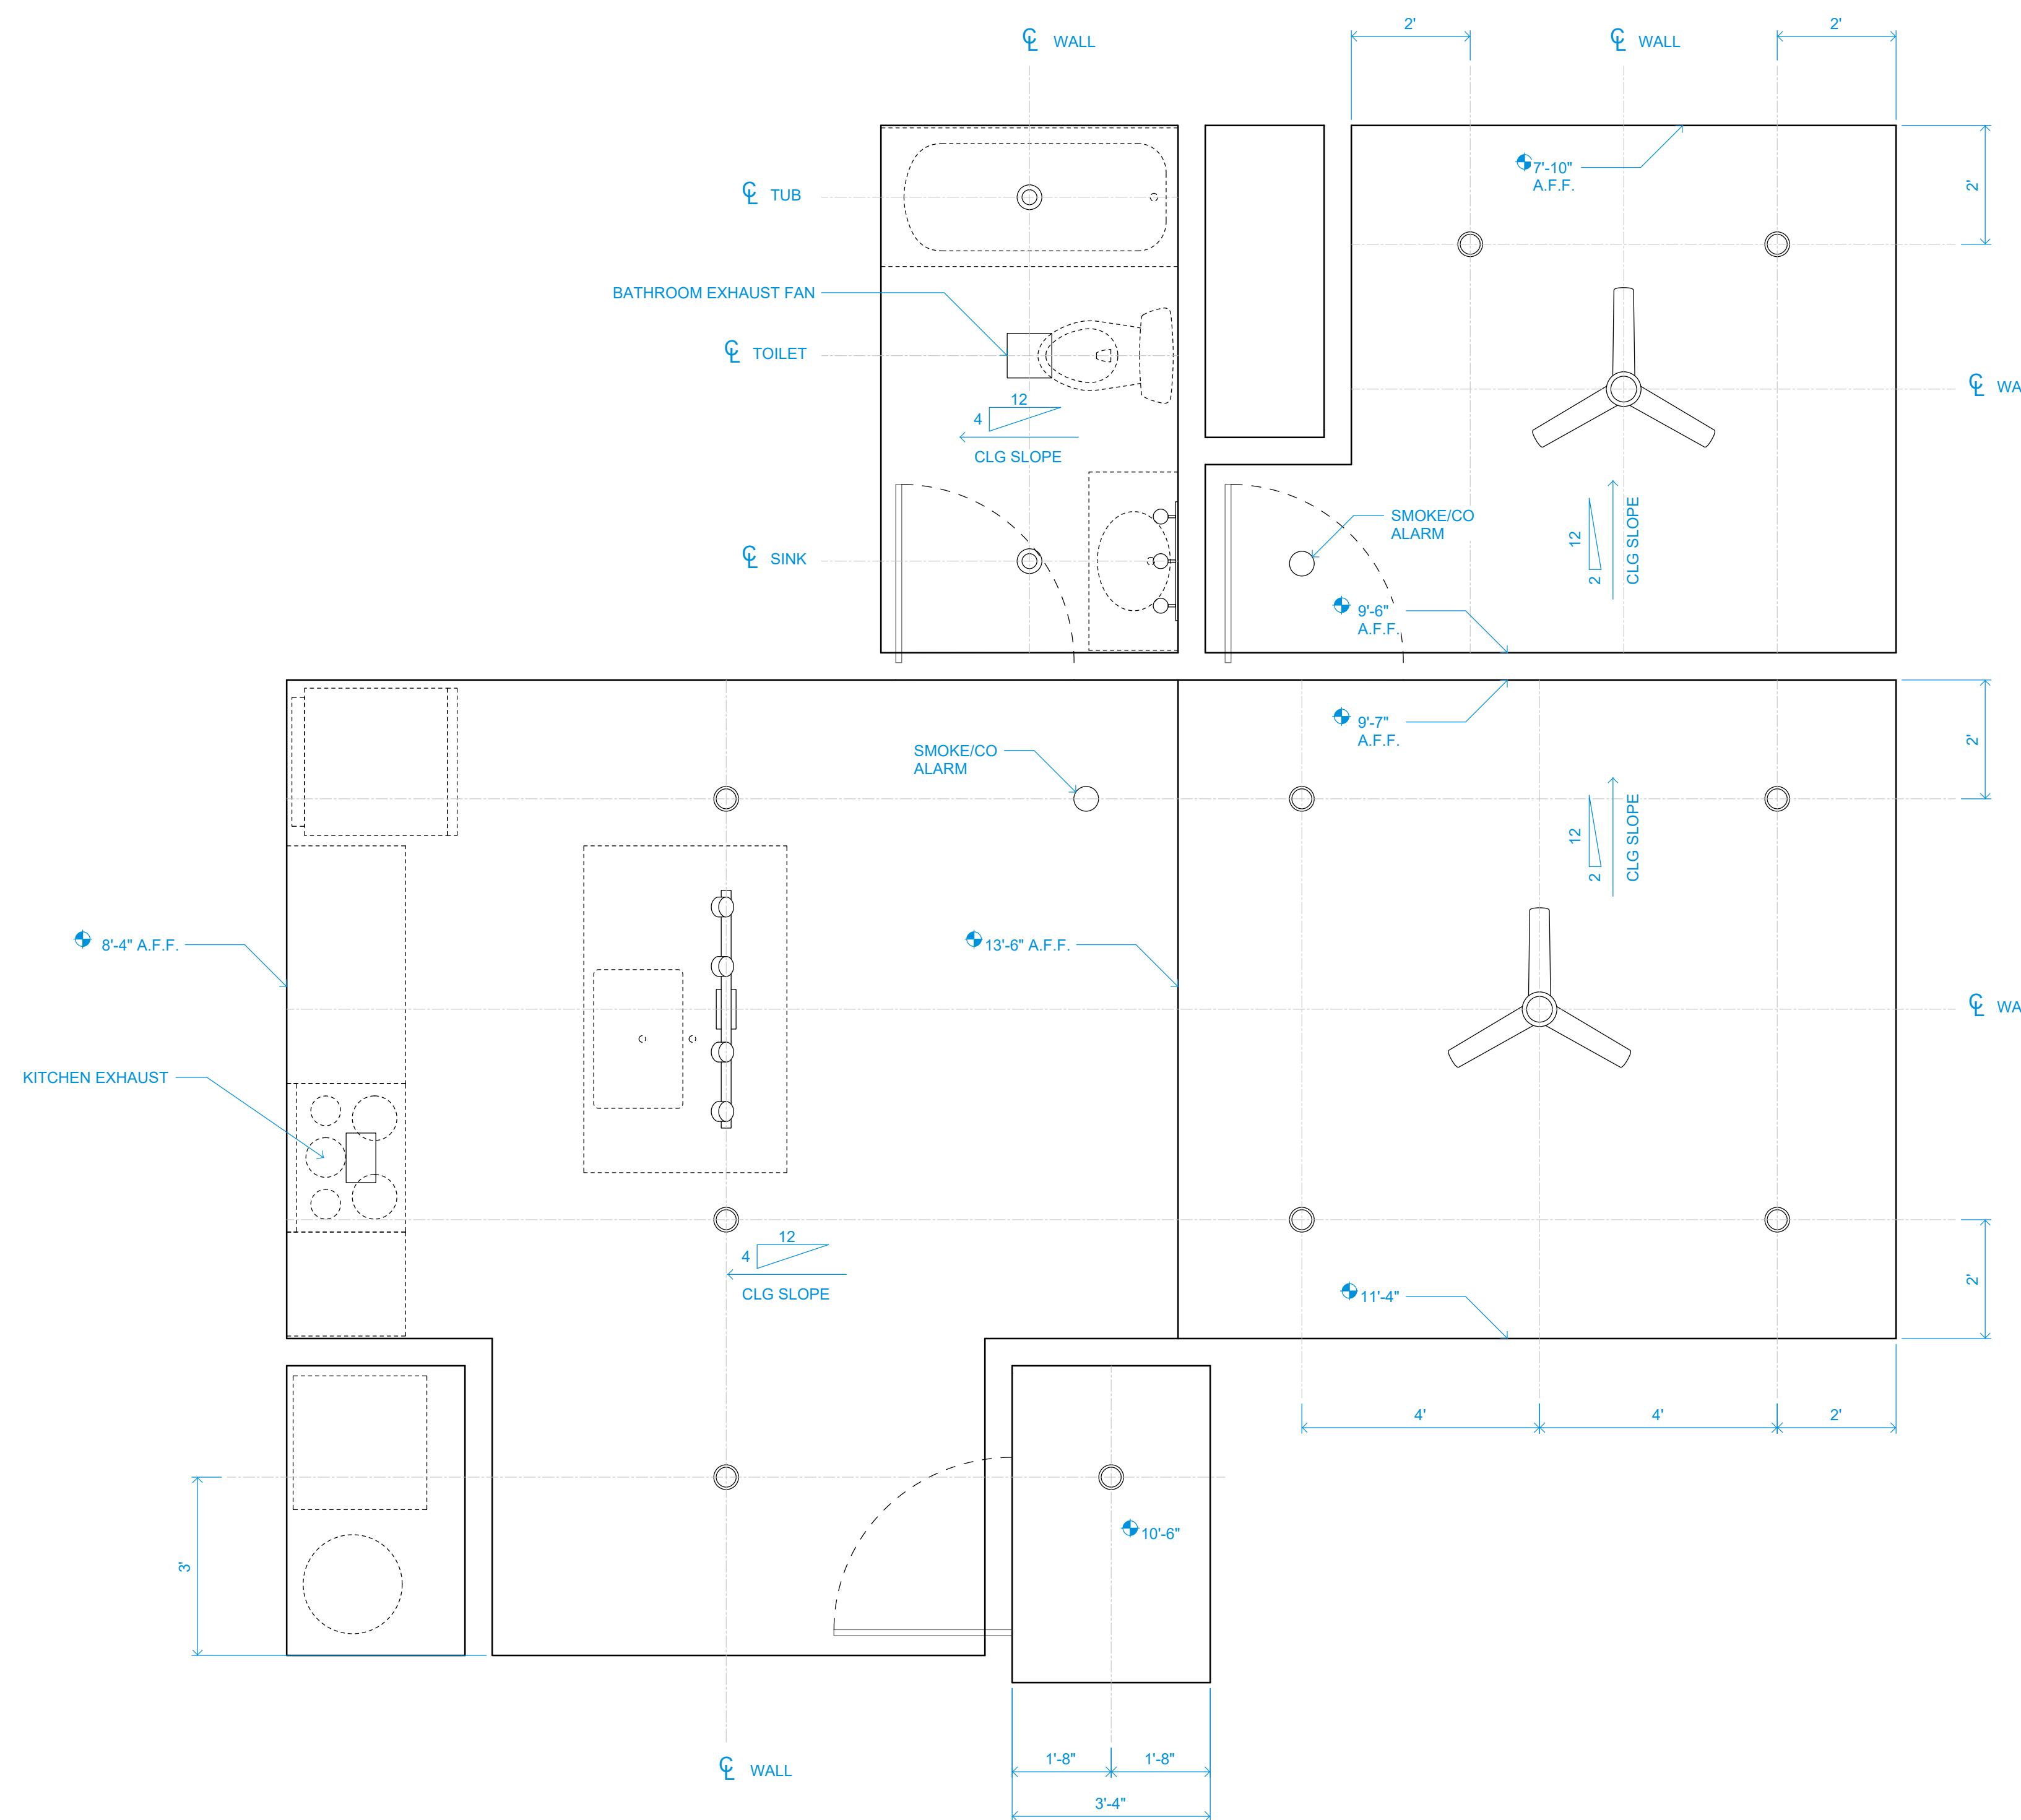 2'
℄ WALL
℄ WALL
2'
7'-10"
A.F.F.
2'
℄ TUB
BATHROOM EXHAUST FAN
℄ TOILET
℄ WA
12
4
CLG SLOPE
SMOKE/CO
ALARM
12
2
CLG SLOPE
℄ SINK
9'-6"
A.F.F.
9'-7"
A.F.F.
2'
SMOKE/CO
ALARM
12
2
CLG SLOPE
8'-4" A.F.F.
13'-6" A.F.F.
℄ WA
KITCHEN EXHAUST
12
4
CLG SLOPE
11'-4"
2'
4'
4'
2'
3'
10'-6"
℄ WALL
1'-8"
1'-8"
3'-4"